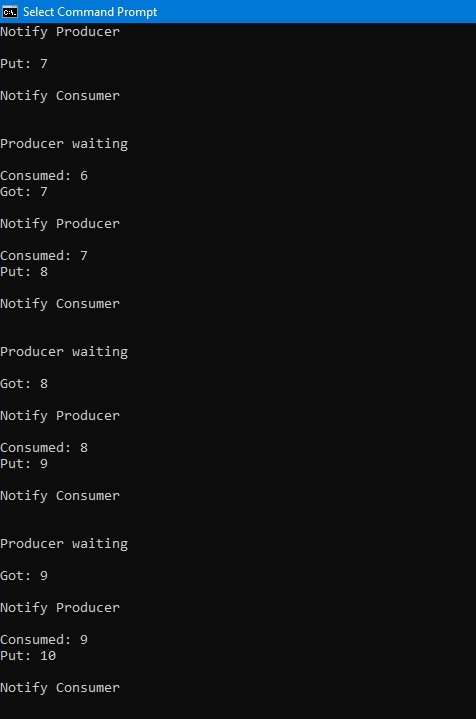 Select Command Prompt
Notify Producer
Put: 7
Notify Consumer
Producer waiting
Consumed: 6
Got: 7
Notify Producer
Consumed: 7
Put: 8
Notify Consumer
Producer waiting
Got: 8
Notify Producer
Consumed: 8
Put: 9
Notify Consumer
Producer waiting
Got: 9
Notify Producer
Consumed: 9
Put: 10
Notify Consumer